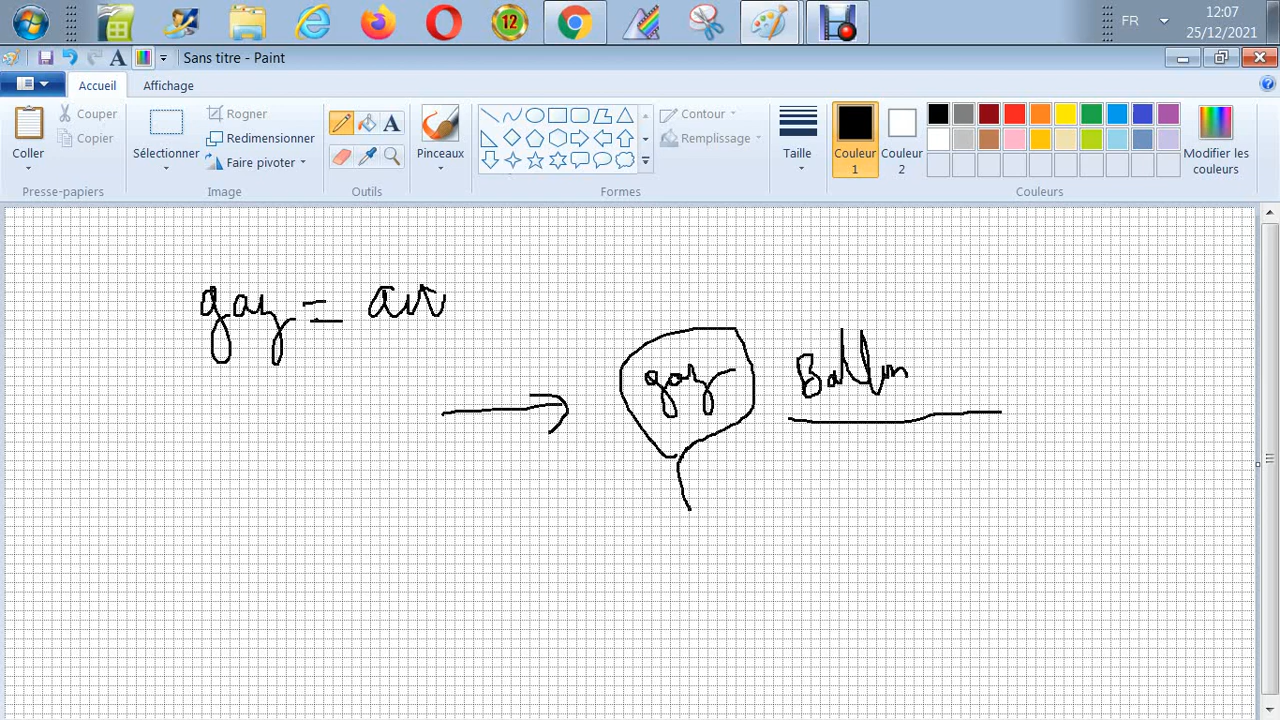 12
FR
12:07
25/12/2021
Sans titre - Paint
Accueil
Affichage
Coller
Couper
Copier
Presse-papiers
Sélectionner
Rogner
Redimensionner
Faire pivoter
Image
A
Outils
Pinceaux
Contour
Remplissage
Formes
Taille
Couleur 1
Couleur 2
Modifier les couleurs
Couleurs
gaz = air
gaz
Ballon